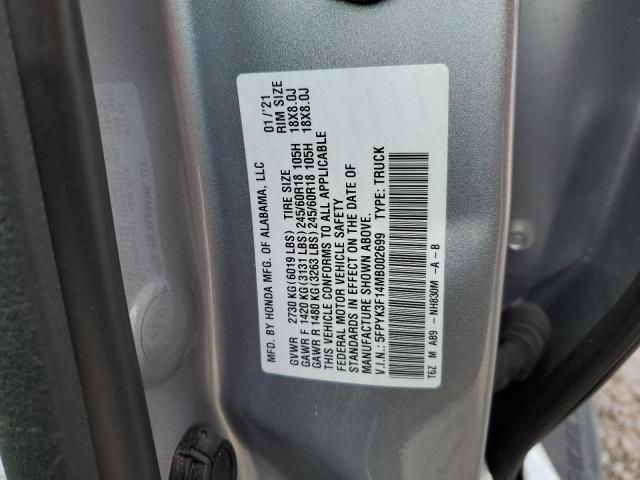 MFD. BY HONDA MFG. OF ALABAMA, LLC 01/'21
GVWR 2730 KG(6019 LBS) TIRE SIZE RIM SIZE
GAWR F 1420 KG(3131 LBS) 245/60R18 105H 18X8.0J
GAWR R 1480 KG(3263 LBS) 245/60R18 105H 18X8.0J
THIS VEHICLE CONFORMS TO ALL APPLICABLE
FEDERAL MOTOR VEHICLE SAFETY
STANDARDS IN EFFECT ON THE DATE OF
MANUFACTURE SHOWN ABOVE.
V.I.N.: 5FPYK3F14MB002699 TYPE: TRUCK
T6Z M AB9 - NH830M -A -B